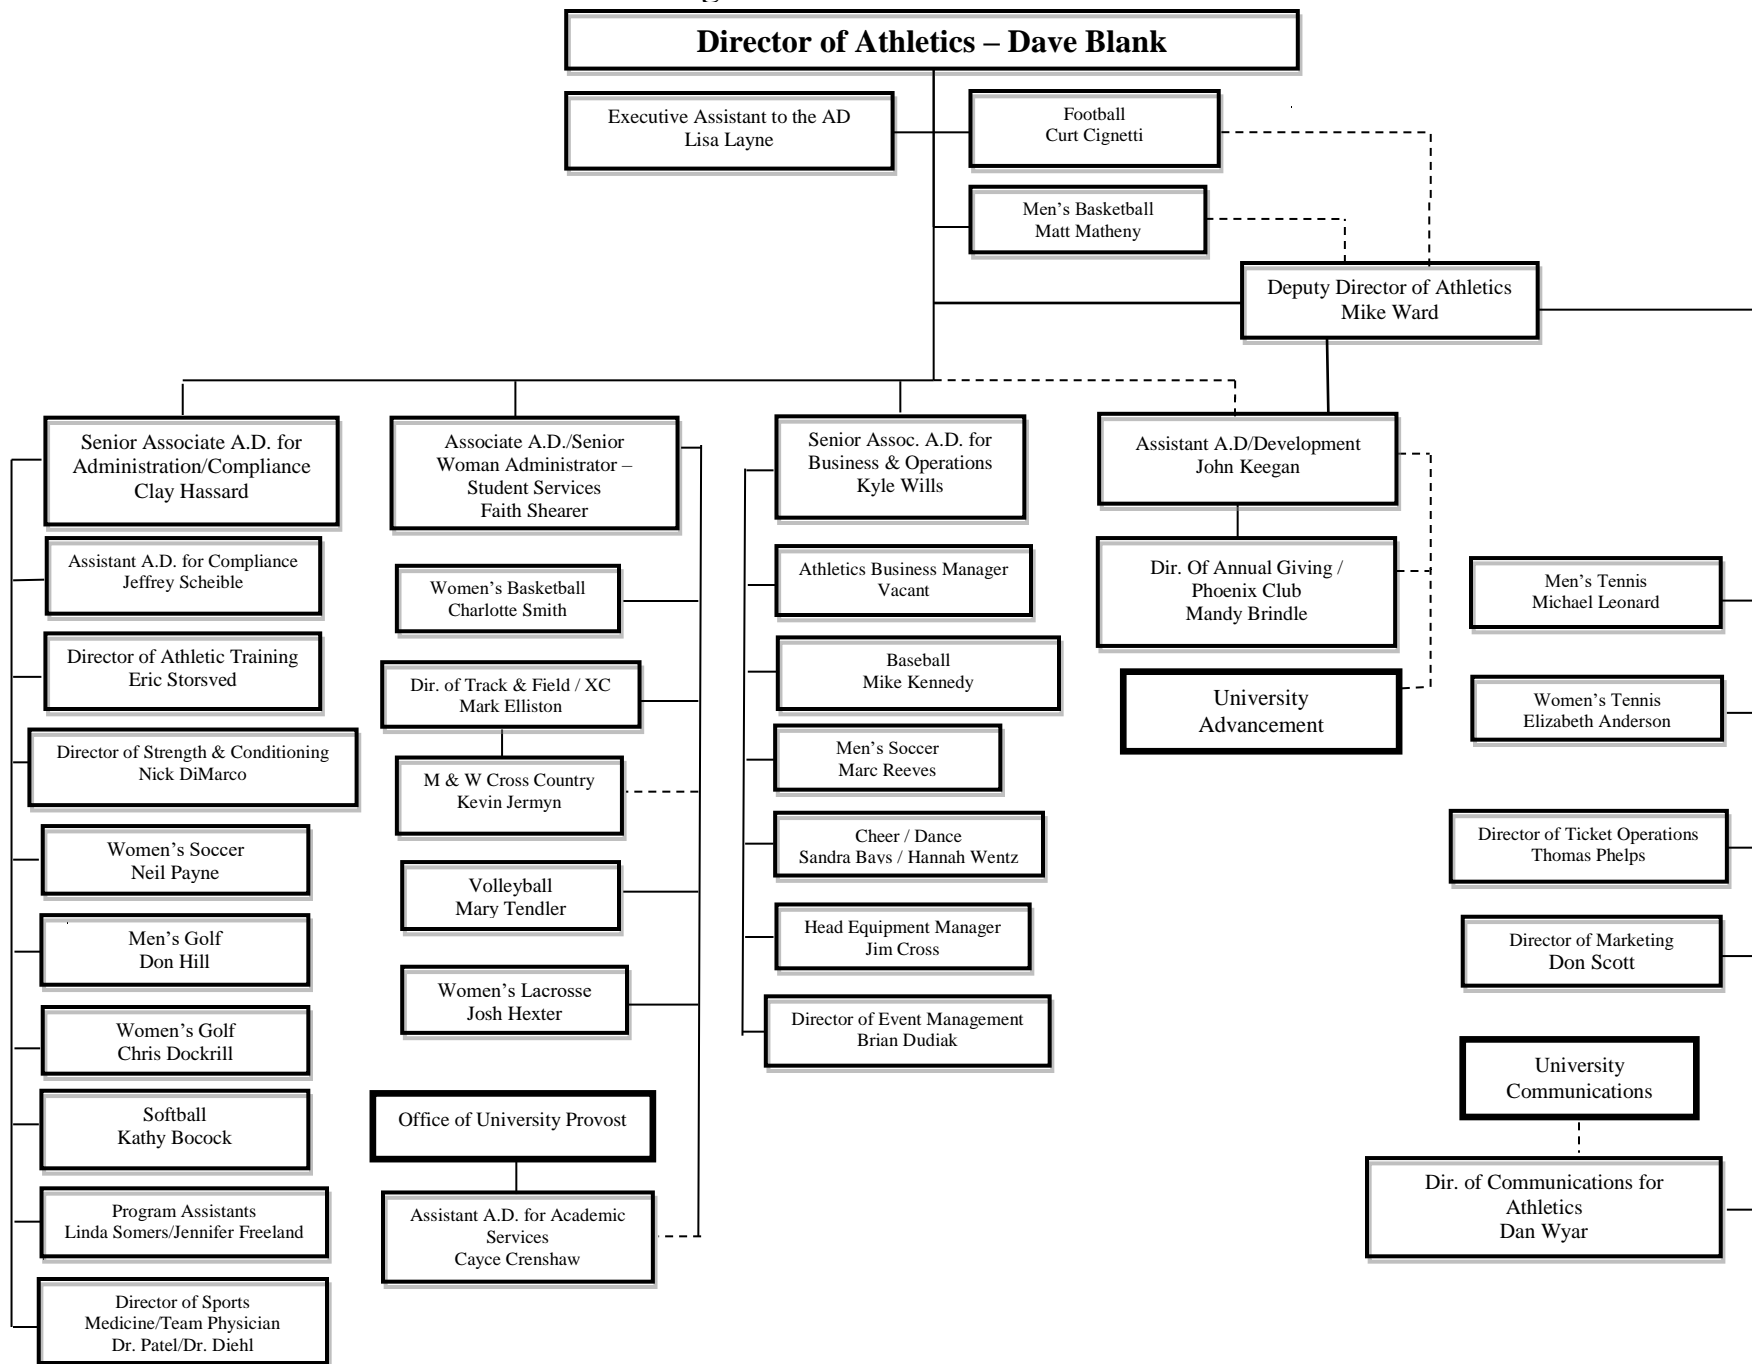 Director of Athletics – Dave Blank
Executive Assistant to the AD
Lisa Layne
Football
Curt Cignetti
Men's Basketball
Matt Matheny
Deputy Director of Athletics
Mike Ward
Senior Associate A.D. for
Administration/Compliance
Clay Hassard
Assistant A.D. for Compliance
Jeffrey Scheible
Director of Athletic Training
Eric Storsved
Director of Strength & Conditioning
Nick DiMarco
Women's Soccer
Neil Payne
Men's Golf
Don Hill
Women's Golf
Chris Dockrill
Softball
Kathy Bocock
Program Assistants
Linda Somers/Jennifer Freeland
Director of Sports
Medicine/Team Physician
Dr. Patel/Dr. Diehl
Associate A.D./Senior
Woman Administrator –
Student Services
Faith Shearer
Women's Basketball
Charlotte Smith
Dir. of Track & Field / XC
Mark Elliston
M & W Cross Country
Kevin Jermyn
Volleyball
Mary Tendler
Women's Lacrosse
Josh Hexter
Office of University Provost
Assistant A.D. for Academic
Services
Cayce Crenshaw
Senior Assoc. A.D. for
Business & Operations
Kyle Wills
Athletics Business Manager
Vacant
Baseball
Mike Kennedy
Men's Soccer
Marc Reeves
Cheer / Dance
Sandra Bays / Hannah Wentz
Head Equipment Manager
Jim Cross
Director of Event Management
Brian Dudiak
Assistant A.D/Development
John Keegan
Dir. Of Annual Giving /
Phoenix Club
Mandy Brindle
University
Advancement
Men's Tennis
Michael Leonard
Women's Tennis
Elizabeth Anderson
Director of Ticket Operations
Thomas Phelps
Director of Marketing
Don Scott
University
Communications
Dir. of Communications for
Athletics
Dan Wyar